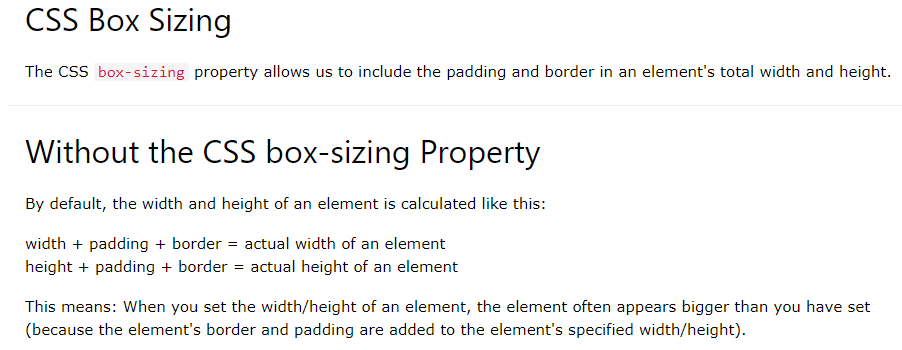 CSS Box Sizing
The CSS box-sizing property allows us to include the padding and border in an element's total width and height.
Without the CSS box-sizing Property
By default, the width and height of an element is calculated like this:
width + padding + border = actual width of an element
height + padding + border = actual height of an element
This means: When you set the width/height of an element, the element often appears bigger than you have set
(because the element's border and padding are added to the element's specified width/height).